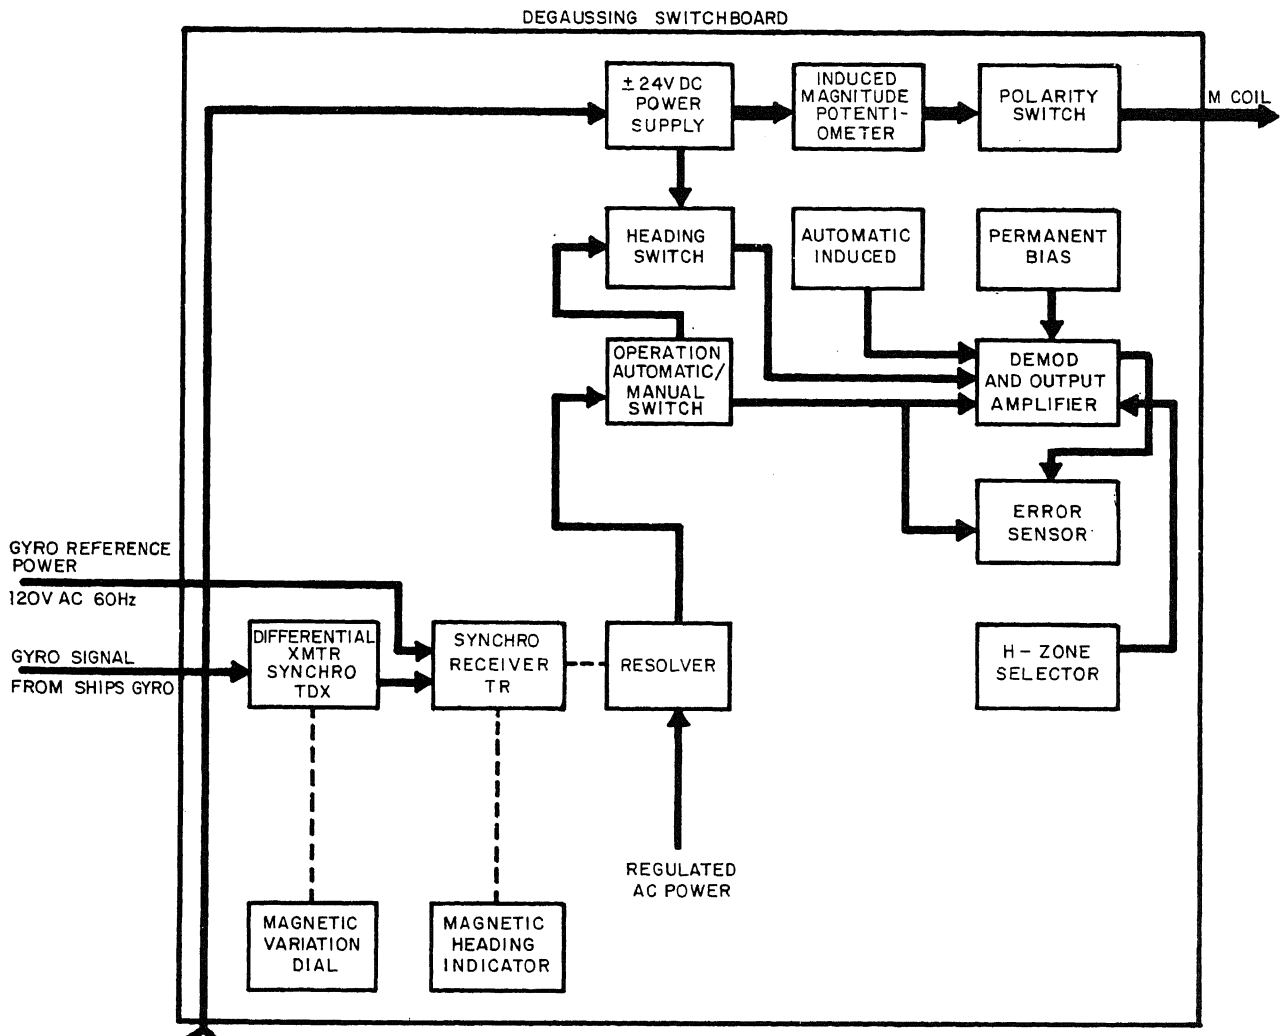 DEGAUSSING SWITCHBOARD
± 24V DC
POWER
SUPPLY
INDUCED
MAGNITUDE
POTENTI-
OMETER
POLARITY
SWITCH
M COIL
HEADING
SWITCH
AUTOMATIC
INDUCED
PERMANENT
BIAS
OPERATION
AUTOMATIC/
MANUAL
SWITCH
DEMOD
AND OUTPUT
AMPLIFIER
ERROR
SENSOR
GYRO REFERENCE
POWER
120V AC 60Hz
GYRO SIGNAL
FROM SHIPS GYRO
DIFFERENTIAL
XMTR
SYNCHRO
TDX
SYNCHRO
RECEIVER
TR
RESOLVER
H-ZONE
SELECTOR
REGULATED
AC POWER
MAGNETIC
VARIATION
DIAL
MAGNETIC
HEADING
INDICATOR